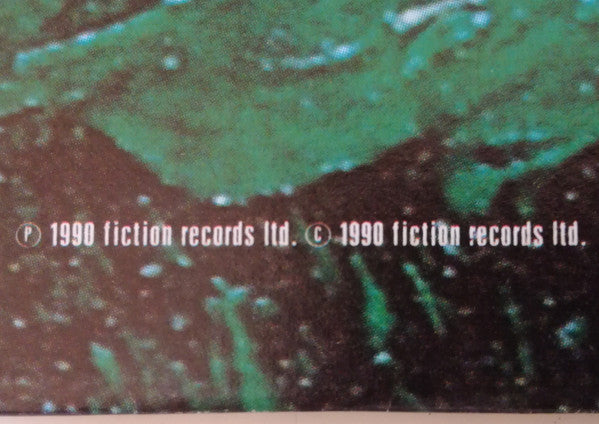 ℗ 1990 fiction records ltd. © 1990 fiction records ltd.